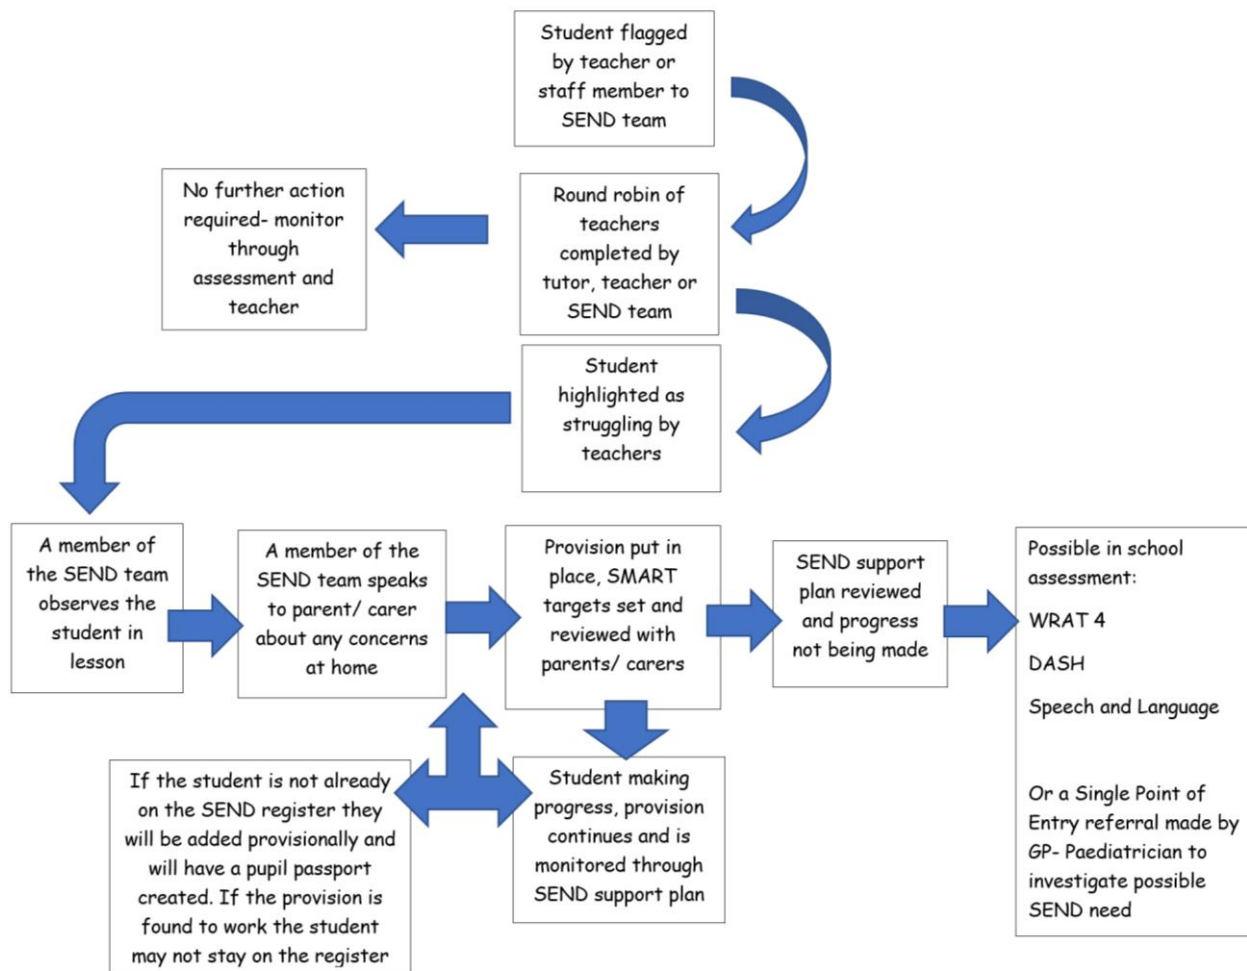 Student flagged
by teacher or
staff member to
SEND team
No further action
required- monitor
through
assessment and
teacher
Round robin of
teachers
completed by
tutor, teacher or
SEND team
Student
highlighted as
struggling by
teachers
A member of
the SEND team
observes the
student in
lesson
A member of the
SEND team speaks
to parent/ carer
about any concerns
at home
Provision put in
place, SMART
targets set and
reviewed with
parents/ carers
SEND support
plan reviewed
and progress
not being made
Possible in school
assessment:
WRAT 4
DASH
Speech and Language
Or a Single Point of
Entry referral made by
GP- Paediatrician to
investigate possible
SEND need
If the student is not already
on the SEND register they
will be added provisionally and
will have a pupil passport
created. If the provision is
found to work the student
may not stay on the register
Student making
progress, provision
continues and is
monitored through
SEND support plan